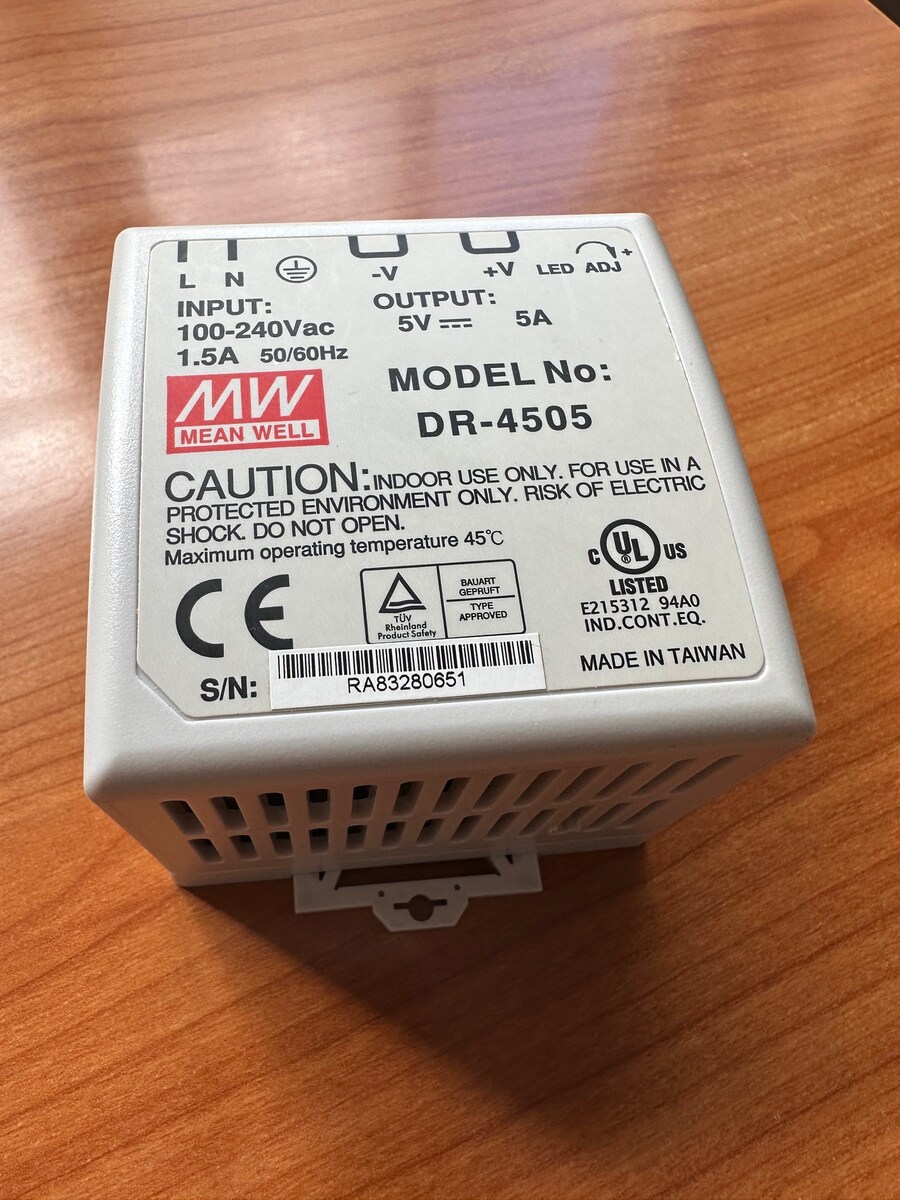 L N -V +V LED ADJ +
INPUT:
100-240Vac
1.5A 50/60Hz
OUTPUT:
5V 5A
MW
MEAN WELL
MODEL No:
DR-4505
CAUTION: INDOOR USE ONLY. FOR USE IN A
PROTECTED ENVIRONMENT ONLY. RISK OF ELECTRIC
SHOCK. DO NOT OPEN.
Maximum operating temperature 45℃
CE
TÜV
Rheinland
Product Safety
BAUART
GEPRUFT
TYPE
APPROVED
C UL® US
LISTED
E215312 94A0
IND.CONT.EQ.
S/N:
RA83280651
MADE IN TAIWAN